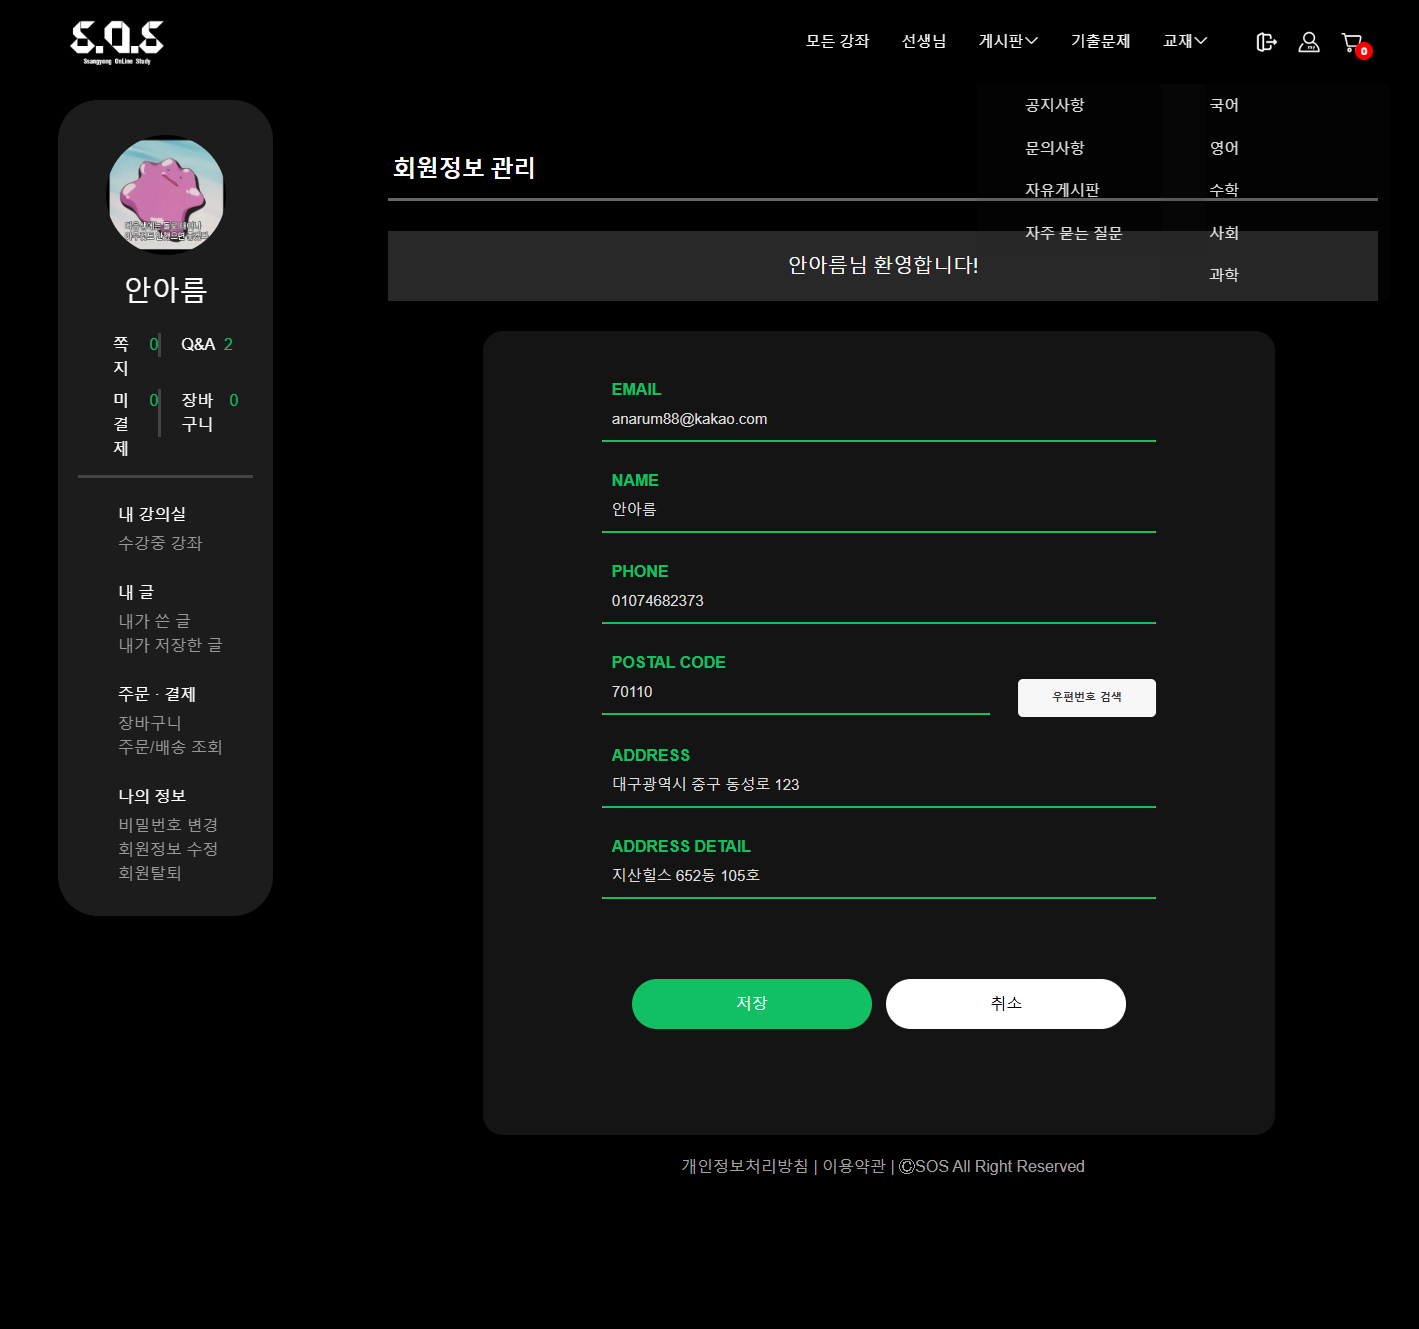 S.O.S
Ssangyong OnLine Study
모든 강좌
선생님
게시판
기출문제
교재
my
0
공지사항
문의사항
자유게시판
자주 묻는 질문
국어
영어
수학
사회
과학
안아름
쪽지 0
Q&A 2
미결제 0
장바구니 0
내 강의실
수강중 강좌
내 글
내가 쓴 글
내가 저장한 글
주문 · 결제
장바구니
주문/배송 조회
나의 정보
비밀번호 변경
회원정보 수정
회원탈퇴
회원정보 관리
안아름님 환영합니다!
EMAIL
anarum88@kakao.com
NAME
안아름
PHONE
01074682373
POSTAL CODE
70110
우편번호 검색
ADDRESS
대구광역시 중구 동성로 123
ADDRESS DETAIL
지산힐스 652동 105호
저장
취소
개인정보처리방침 | 이용약관 | ⒸSOS All Right Reserved